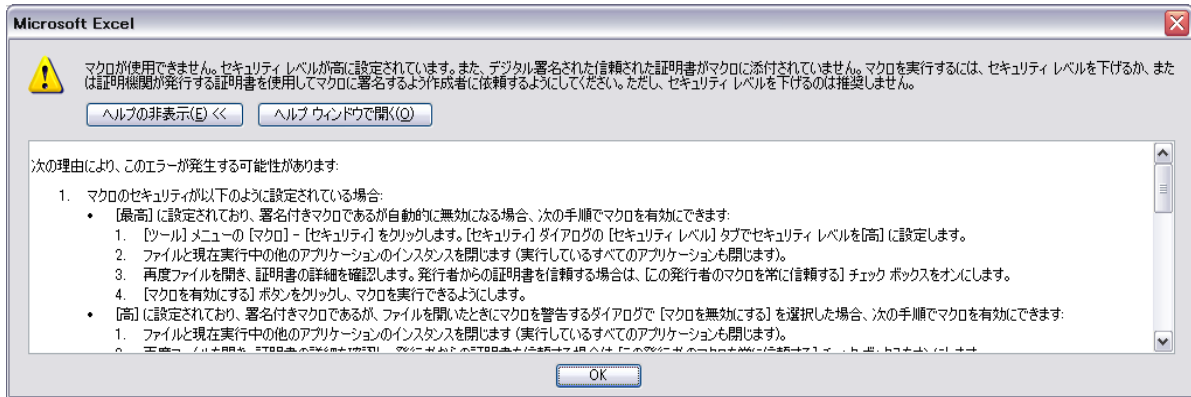 Microsoft Excel
マクロが使用できません。セキュリティ レベルが高に設定されています。また、デジタル署名された信頼された証明書がマクロに添付されていません。マクロを実行するには、セキュリティ レベルを下げるか、また
は証明機関が発行する証明書を使用してマクロに署名するよう作成者に依頼するようにしてください。ただし、セキュリティ レベルを下げるのは推奨しません。
ヘルプの非表示(E) << ヘルプ ウィンドウで開く(O)
次の理由により、このエラーが発生する可能性があります:
1. マクロのセキュリティが以下のように設定されている場合:
• [最高] に設定されており、署名付きマクロであるが自動的に無効になる場合、次の手順でマクロを有効にできます:
1. [ツール] メニューの [マクロ] - [セキュリティ] をクリックします。[セキュリティ] ダイアログの [セキュリティ レベル] タブでセキュリティ レベルを[高] に設定します。
2. ファイルと現在実行中の他のアプリケーションのインスタンスを閉じます (実行しているすべてのアプリケーションも閉じます)。
3. 再度ファイルを開き、証明書の詳細を確認します。発行者からの証明書を信頼する場合は、[この発行者のマクロを常に信頼する] チェック ボックスをオンにします。
4. [マクロを有効にする] ボタンをクリックし、マクロを実行できるようにします。
• [高] に設定されており、署名付きマクロであるが、ファイルを開いたときにマクロを警告するダイアログで [マクロを無効にする] を選択した場合、次の手順でマクロを有効にできます:
1. ファイルと現在実行中の他のアプリケーションのインスタンスを閉じます (実行しているすべてのアプリケーションも閉じます)。
OK